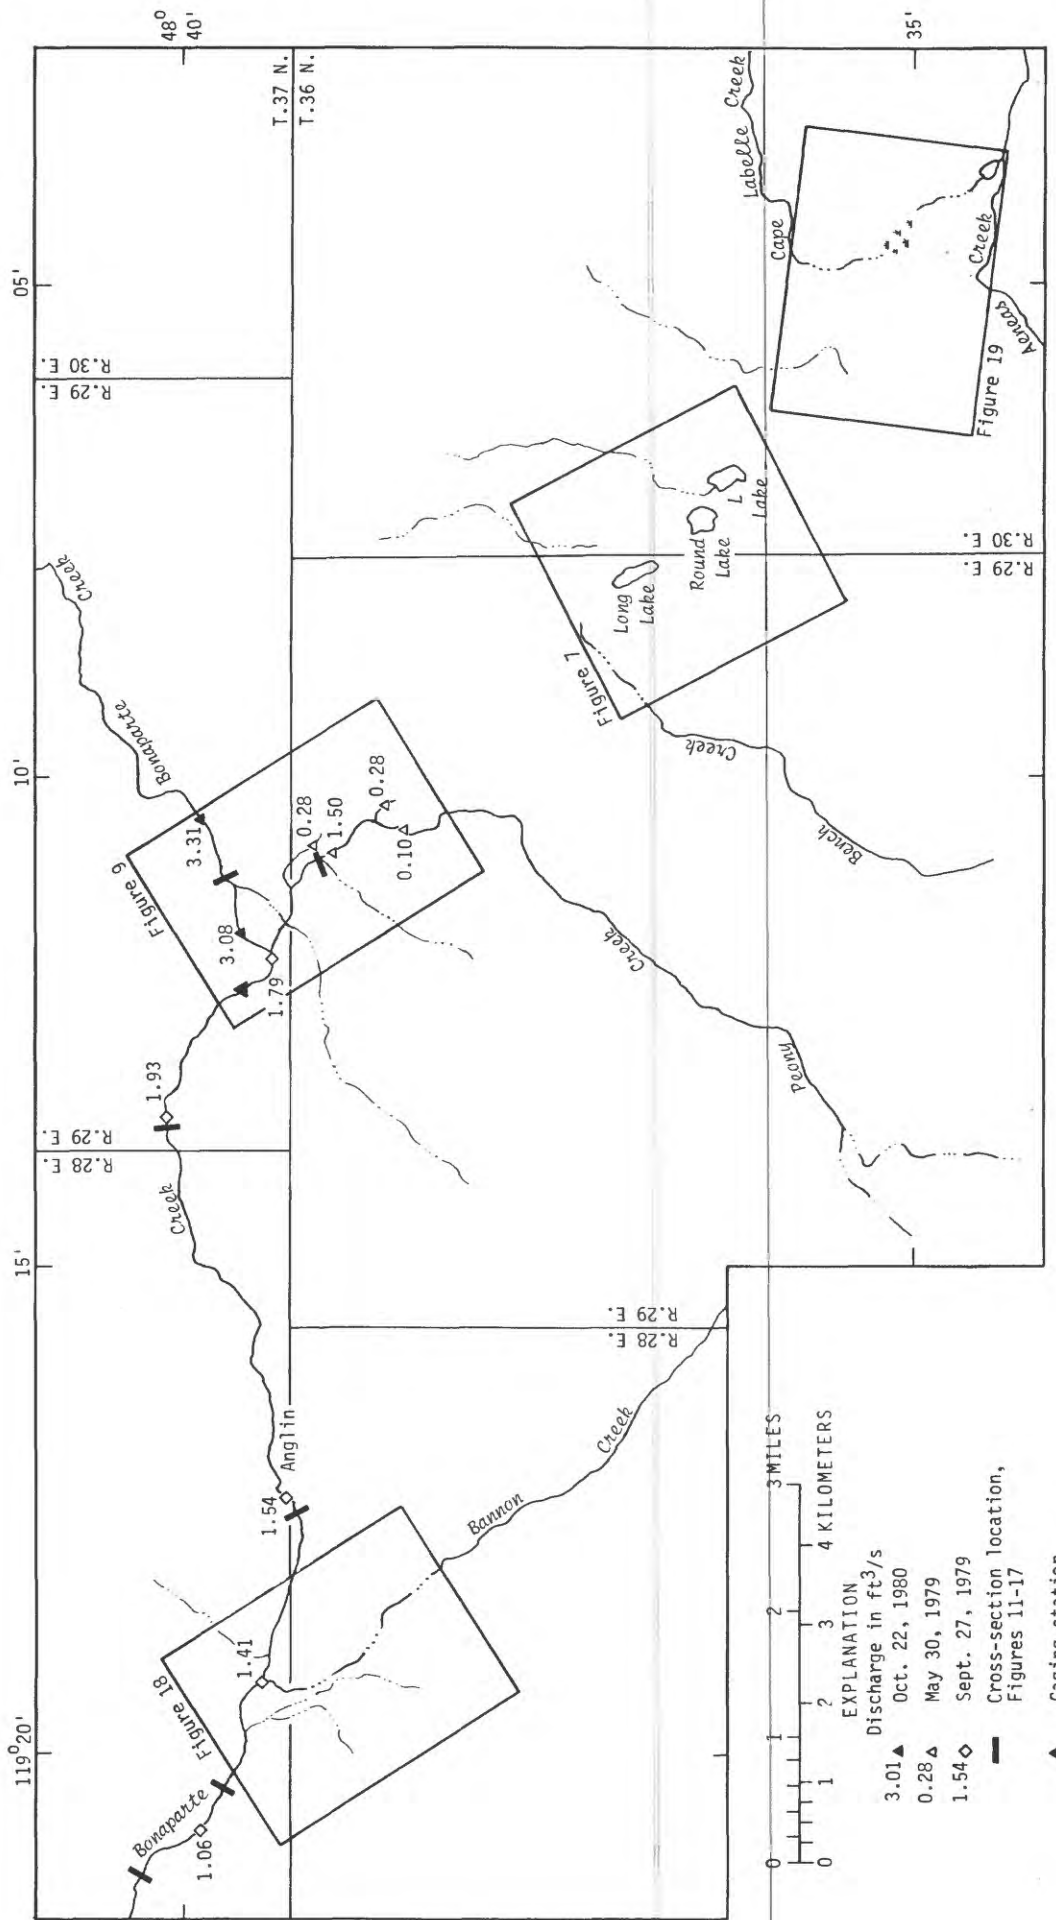 119°20'
15'
10'
05'
48°
40'
35'
T.37 N.
T.36 N.
R.28 E.
R.29 E.
R.29 E.
R.30 E.
R.28 E.
R.29 E.
R.29 E.
R.30 E.
Bonaparte
Creek
Bonaparte
Creek
Anglin
Bannon
Creek
Peony
Creek
Bench
Creek
Cape
Labelle
Creek
Aeneas
Creek
Long
Lake
Round
Lake
L
Lake
Figure 18
Figure 9
Figure 7
Figure 19
1.06
1.41
1.54
1.93
1.79
3.08
3.31
0.28
1.50
0.28
0.10
0 1 2 3 MILES
0 1 2 3 4 KILOMETERS
EXPLANATION
Discharge in ft³/s
3.01▲ Oct. 22, 1980
0.28△ May 30, 1979
1.54◇ Sept. 27, 1979
Cross-section location,
Figures 11-17